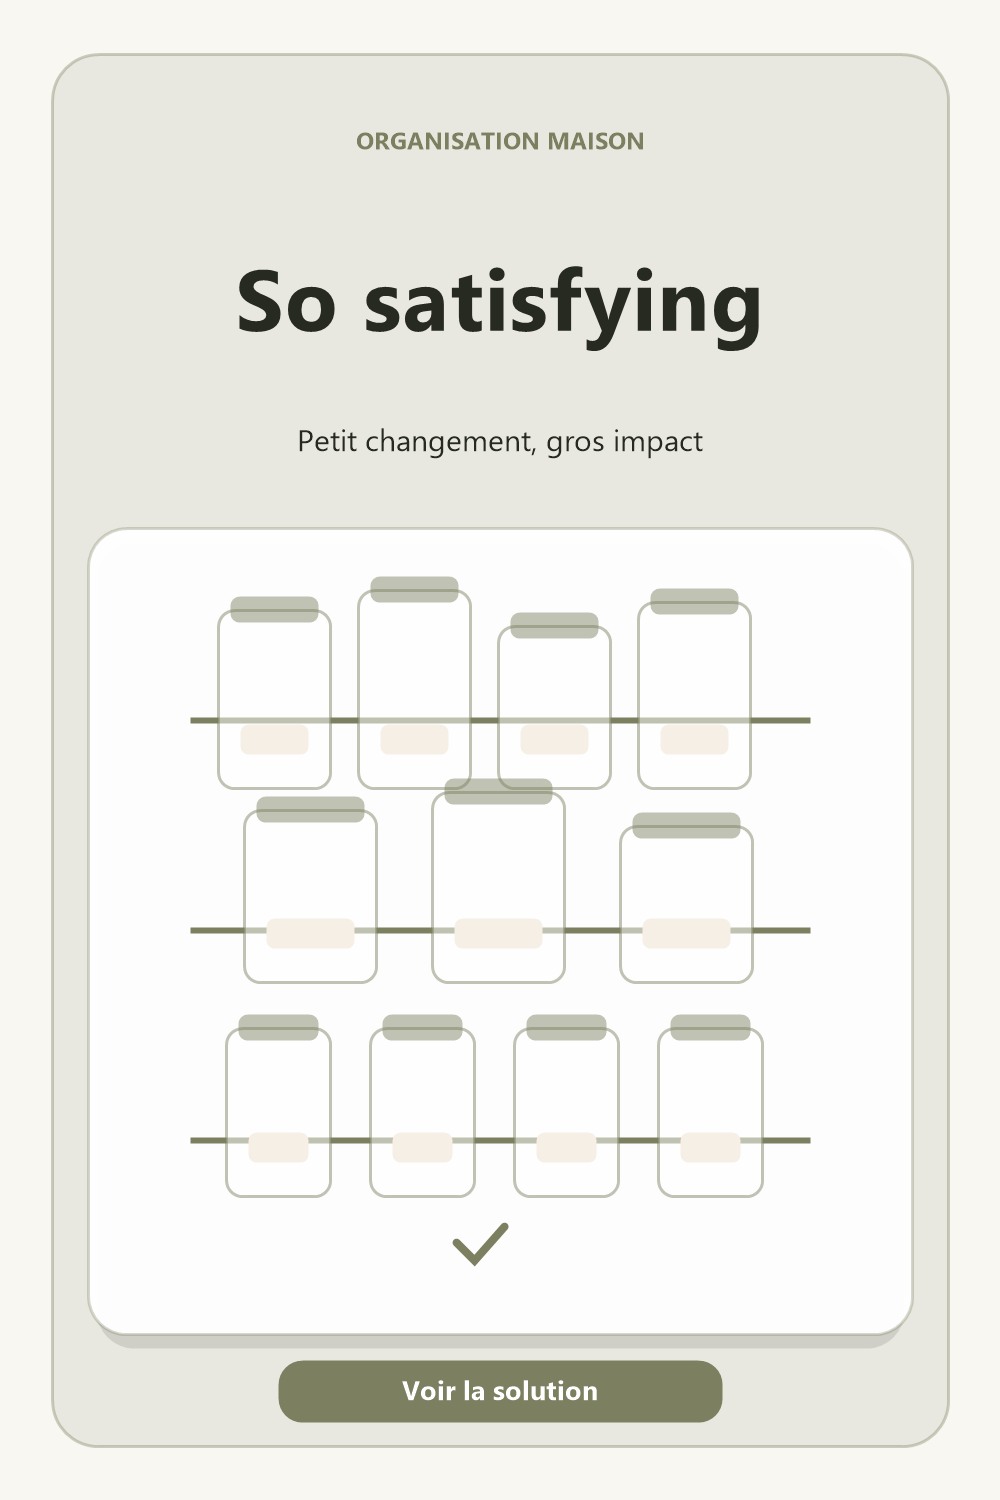 ORGANISATION MAISON
So satisfying
Petit changement, gros impact
Voir la solution